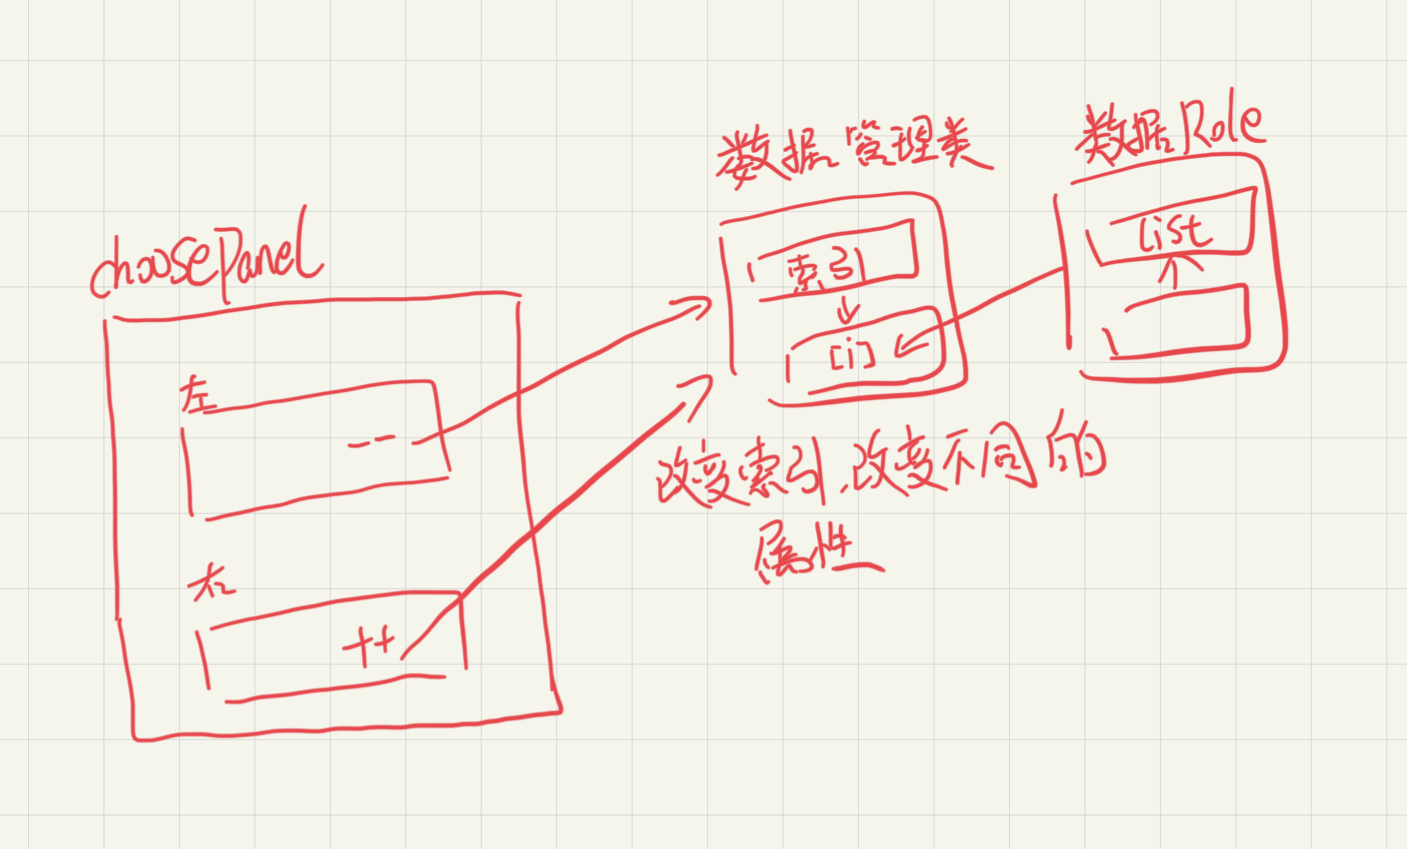 choosePanel
左
--
右
++
数据管理类
索引
[i]
改变索引,改变不同的
属性
数据Role
List